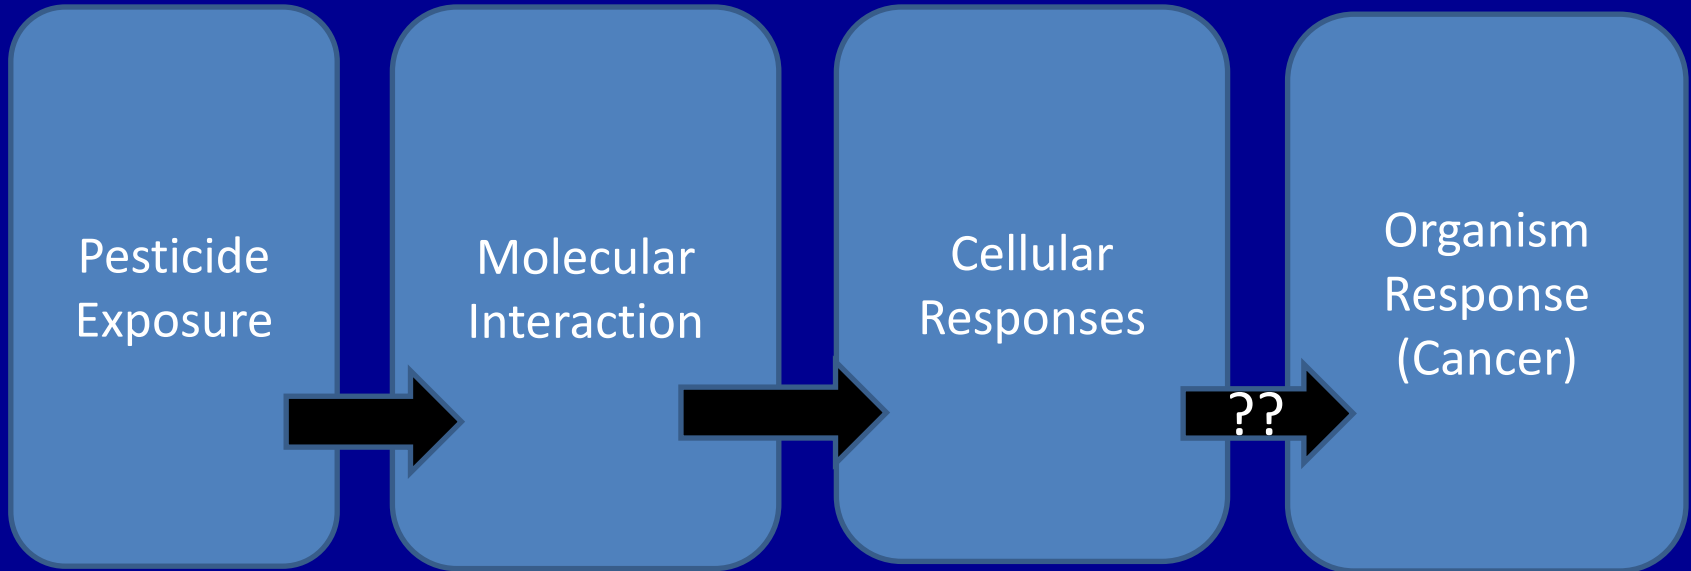 Pesticide
Exposure
Molecular
Interaction
Cellular
Responses
??
Organism
Response
(Cancer)